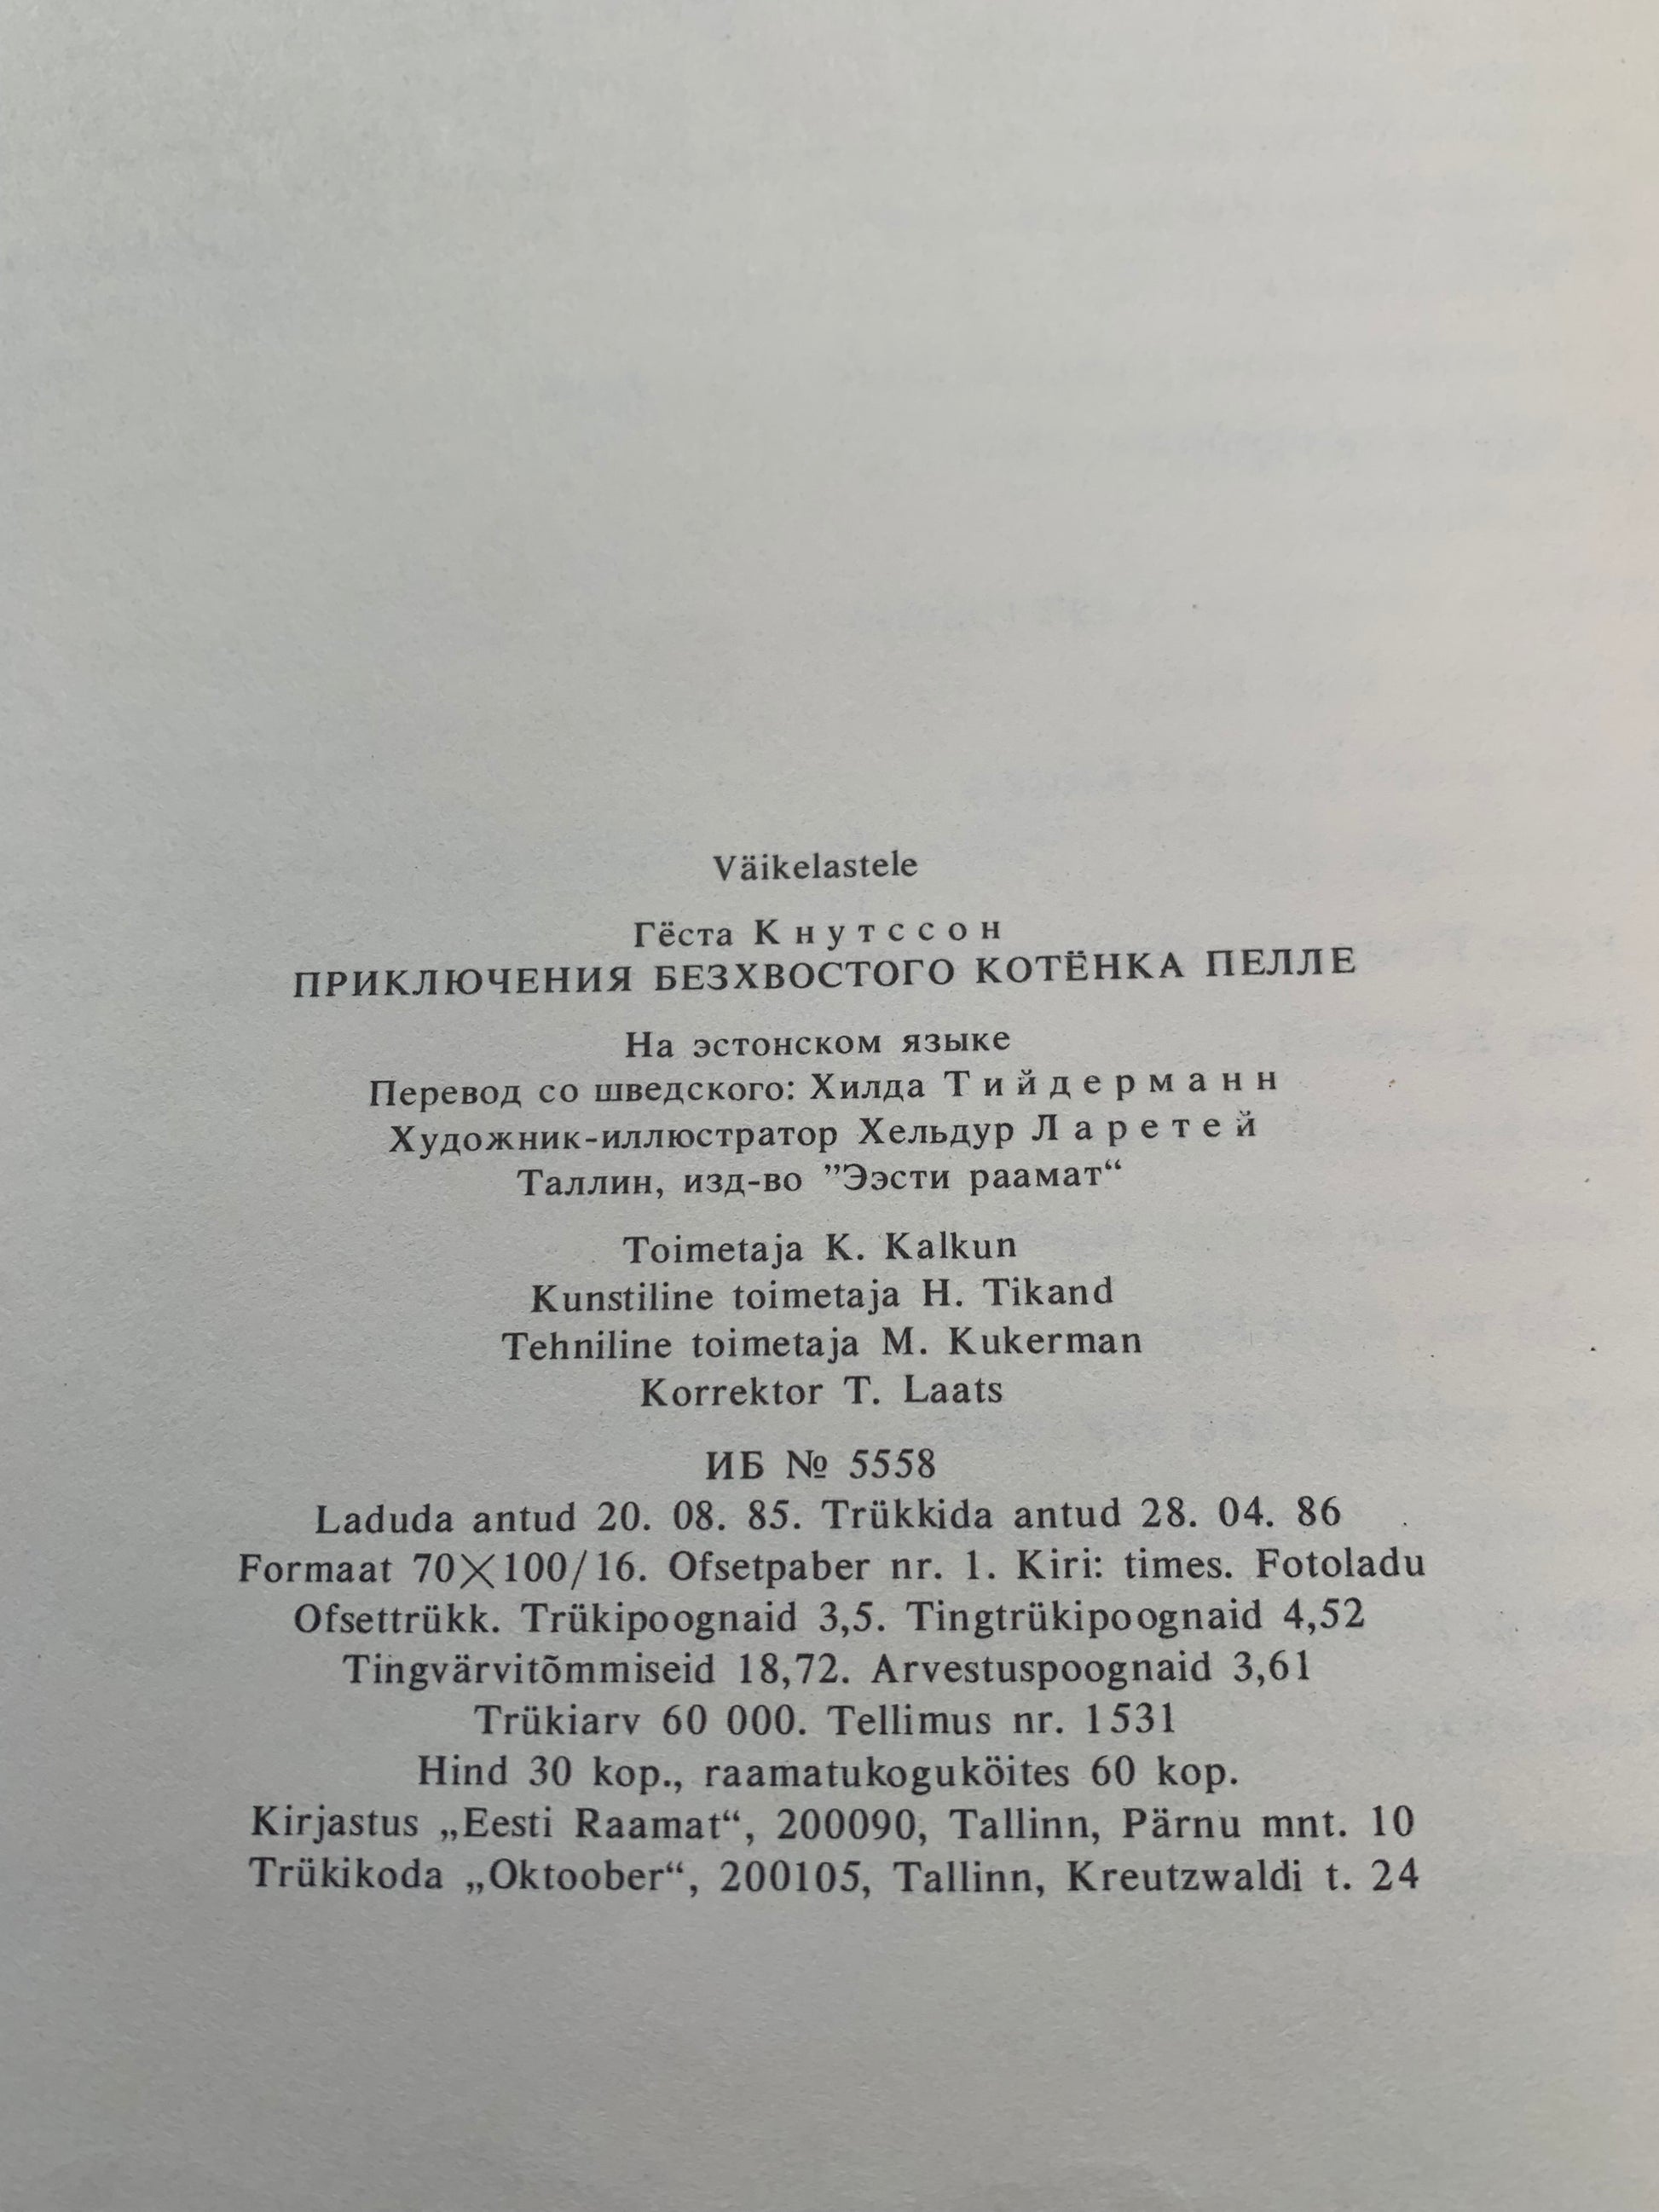 Väikelastele
Гёста Кнутссон
ПРИКЛЮЧЕНИЯ БЕЗХВОСТОГО КОТЁНКА ПЕЛЛЕ
На эстонском языке
Перевод со шведского: Хилда Тийдерманн
Художник-иллюстратор Хельдур Ларетей
Таллин, изд-во ”Ээсти раамат“
Toimetaja K. Kalkun
Kunstiline toimetaja H. Tikand
Tehniline toimetaja M. Kukerman
Korrektor T. Laats
ИБ № 5558
Laduda antud 20. 08. 85. Trükkida antud 28. 04. 86
Formaat 70×100/16. Ofsetpaber nr. 1. Kiri: times. Fotoladu
Ofsettrükk. Trükipoognaid 3,5. Tingtrükipoognaid 4,52
Tingvärvitõmmiseid 18,72. Arvestuspoognaid 3,61
Trükiarv 60 000. Tellimus nr. 1531
Hind 30 kop., raamatukoguköites 60 kop.
Kirjastus „Eesti Raamat“, 200090, Tallinn, Pärnu mnt. 10
Trükikoda „Oktoober“, 200105, Tallinn, Kreutzwaldi t. 24